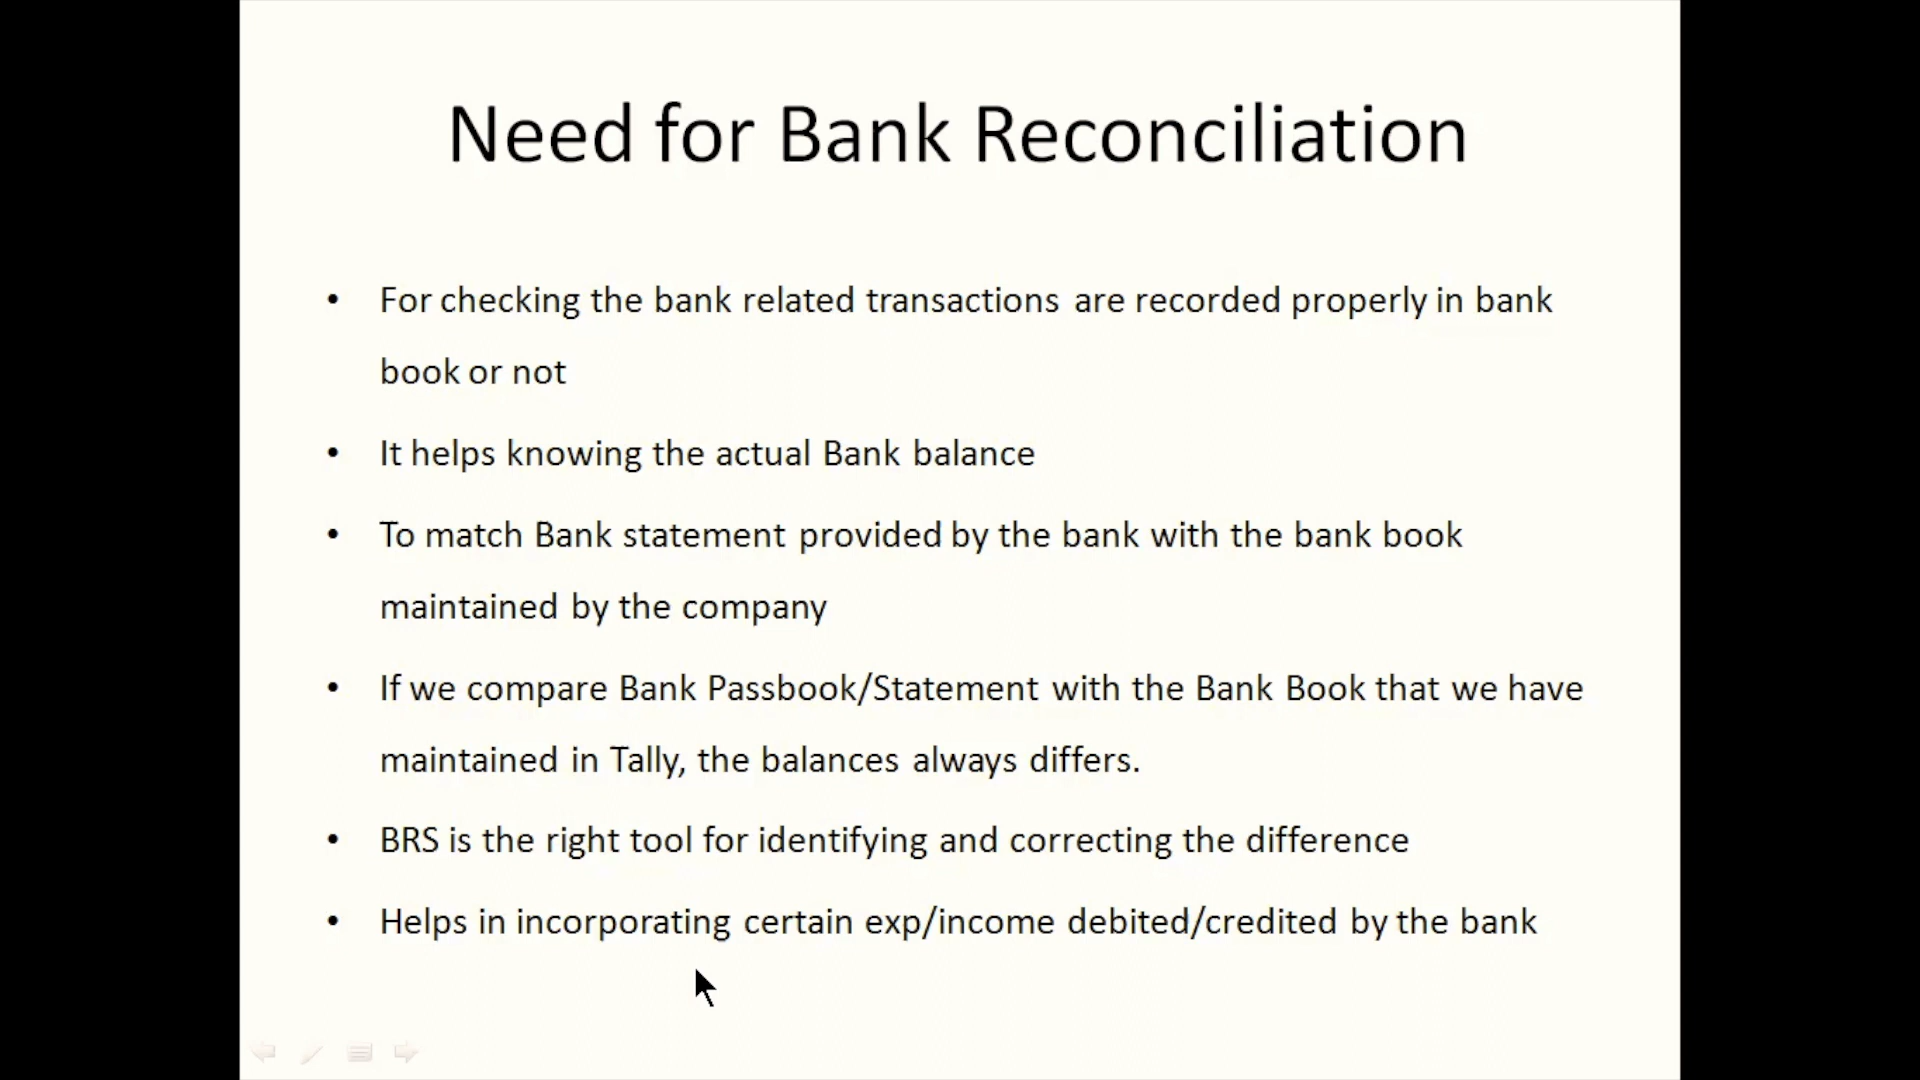 Need for Bank Reconciliation
• For checking the bank related transactions are recorded properly in bank
book or not
• It helps knowing the actual Bank balance
• To match Bank statement provided by the bank with the bank book
maintained by the company
• If we compare Bank Passbook/Statement with the Bank Book that we have
maintained in Tally, the balances always differs.
• BRS is the right tool for identifying and correcting the difference
• Helps in incorporating certain exp/income debited/credited by the bank